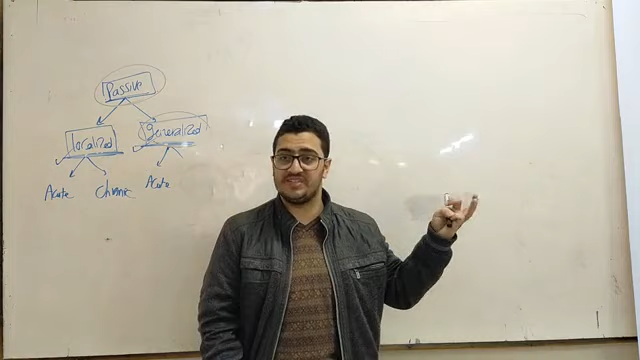 Passive
localized generalized
Acute chronic Acute